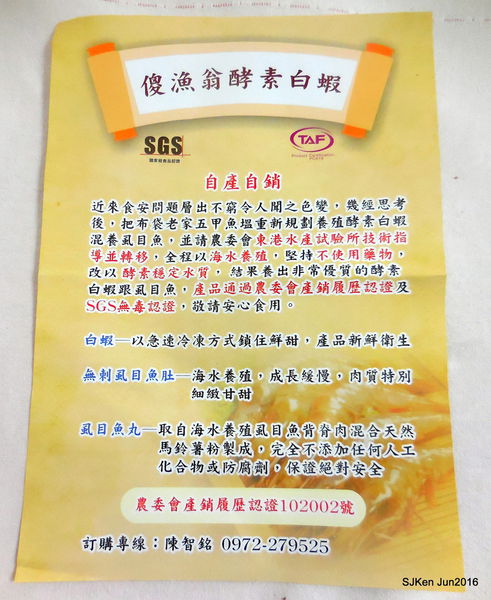 傻漁翁酵素白蝦
SGS
國家級食品認證
TAF
Product Certification
自產自銷
近來食安問題層出不窮令人聞之色變，幾經思考
後，把布袋老家五甲魚塭重新規劃養殖酵素白蝦
混養虱目魚，並請農委會東港水產試驗所技術指
導並轉移，全程以海水養殖，堅持不使用藥物，
改以酵素穩定水質，結果養出非常優質的酵素
白蝦跟虱目魚，產品通過農委會產銷履歷認證及
SGS無毒認證，敬請安心食用。
白蝦─以急速冷凍方式鎖住鮮甜，產品新鮮衛生
無刺虱目魚肚─海水養殖，成長緩慢，肉質特別
細緻甘甜
虱目魚丸─取自海水養殖虱目魚背脊肉混合天然
馬鈴薯粉製成，完全不添加任何人工
化合物或防腐劑，保證絕對安全
農委會產銷履歷認證102002號
訂購專線：陳智銘 0972-279525
SJKen Jun2016